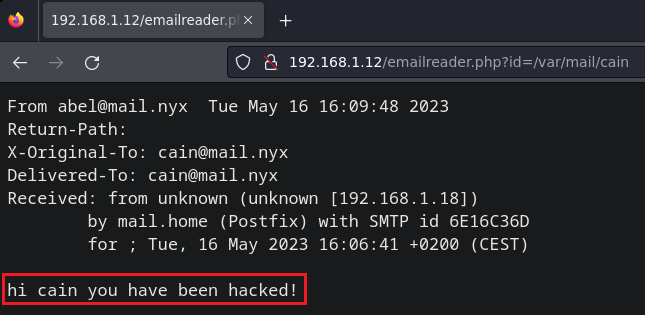 192.168.1.12/emailreader.p
192.168.1.12/emailreader.php?id=/var/mail/cain
From abel@mail.nyx  Tue May 16 16:09:48 2023
Return-Path:
X-Original-To: cain@mail.nyx
Delivered-To: cain@mail.nyx
Received: from unknown (unknown [192.168.1.18])
        by mail.home (Postfix) with SMTP id 6E16C36D
        for ; Tue, 16 May 2023 16:06:41 +0200 (CEST)
hi cain you have been hacked!